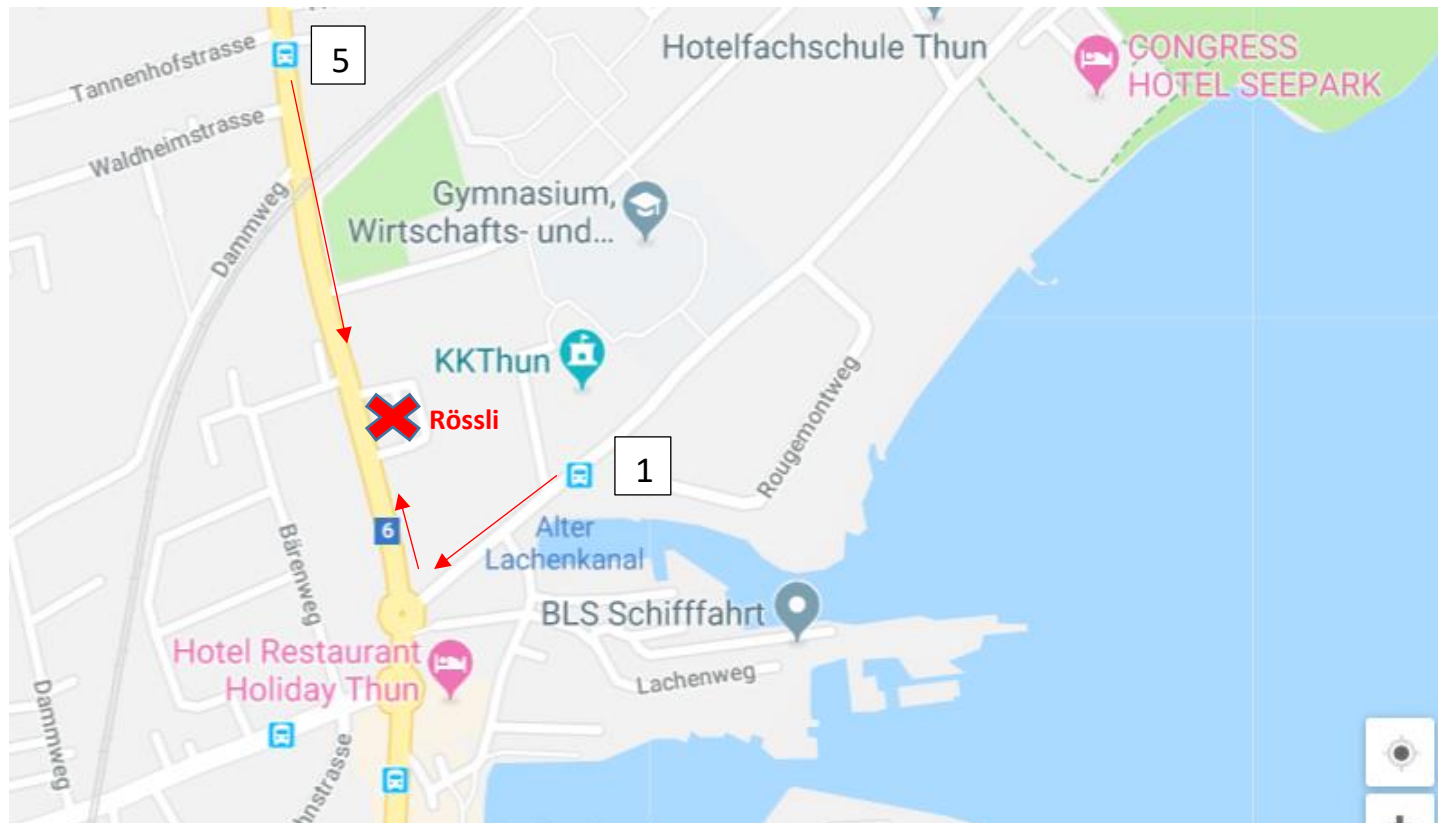 5
Tannenhofstrasse
Hotelfachschule Thun
CONGRESS
HOTEL SEEPARK
Waldheimstrasse
Dammweg
Gymnasium,
Wirtschafts- und...
KKThun
Rössli
Rougemontweg
1
6
Alter
Lachenkanal
Bärenweg
BLS Schifffahrt
Hotel Restaurant
Holiday Thun
Lachenweg
Dammweg